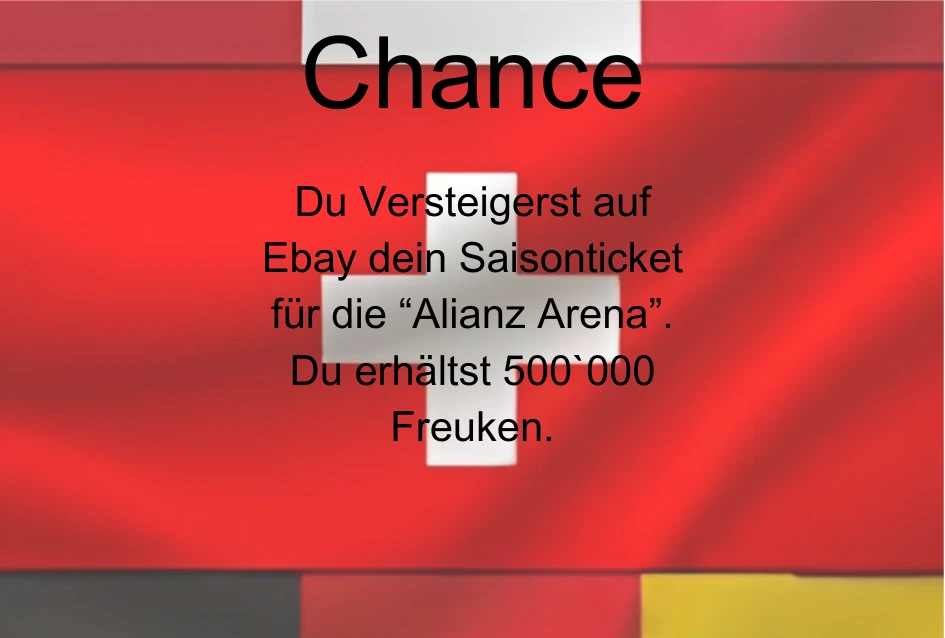 Chance
Du Versteigerst auf
Ebay dein Saisonticket
für die “Alianz Arena”.
Du erhältst 500`000
Freuken.